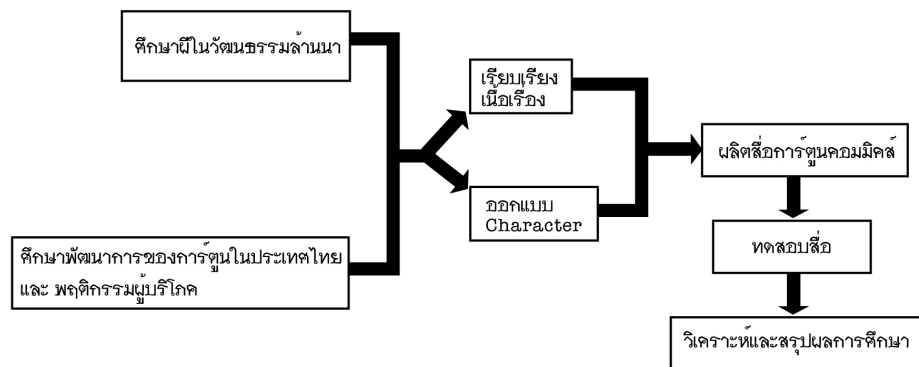 ศึกษาผีในวัฒนธรรมล้านนา
เรียบเรียง
เนื้อเรื่อง
ผลิตสื่อการ์ตูนคอมมิคส์
ออกแบบ
Character
ทดสอบสื่อ
ศึกษาพัฒนาการของการ์ตูนในประเทศไทย
และ พฤติกรรมผู้บริโภค
วิเคราะห์และสรุปผลการศึกษา